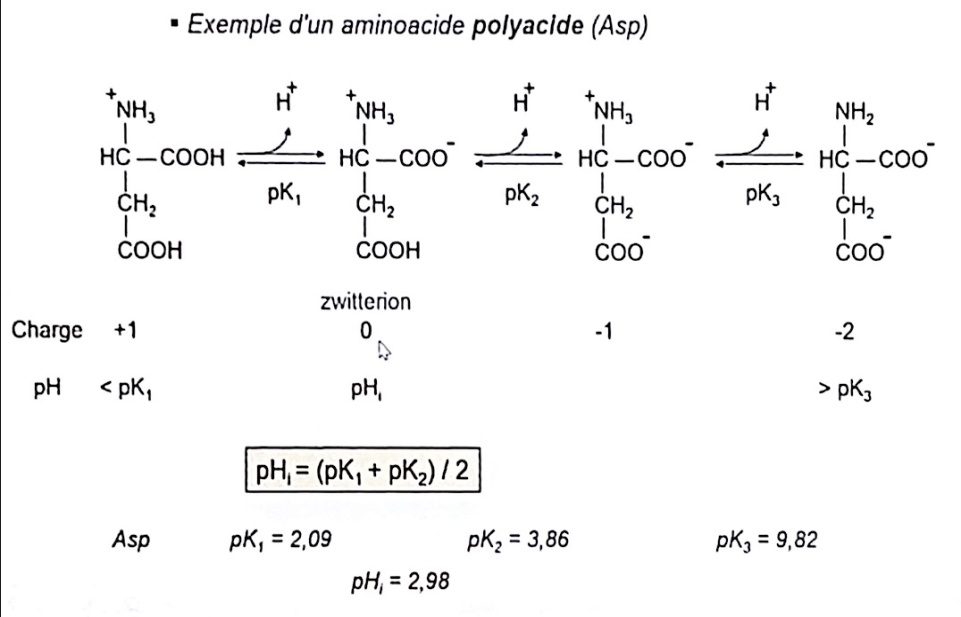 ▪ Exemple d'un aminoacide polyacide (Asp)
⁺NH₃ H⁺ ⁺NH₃ H⁺ ⁺NH₃ H⁺ NH₂
HC – COOH HC – COO⁻ HC – COO⁻ HC – COO⁻
pK₁ pK₂ pK₃
CH₂ CH₂ CH₂ CH₂
COOH COOH COO⁻ COO⁻
zwitterion
Charge +1 0 -1 -2
pH < pK₁ pHᵢ > pK₃
pHᵢ = (pK₁ + pK₂) / 2
Asp pK₁ = 2,09 pK₂ = 3,86 pK₃ = 9,82
pHᵢ = 2,98